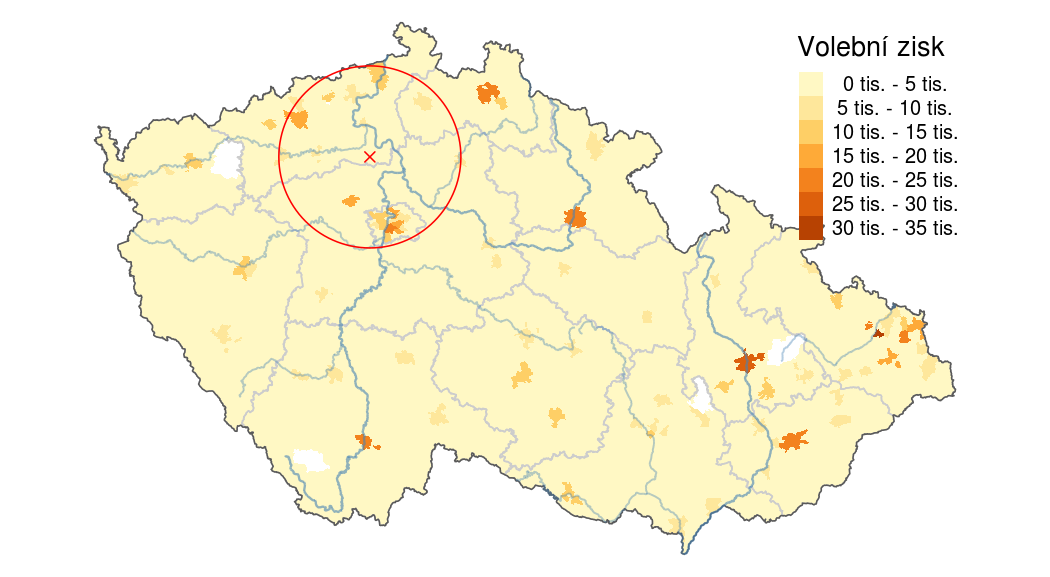 Volební zisk
0 tis. - 5 tis.
5 tis. - 10 tis.
10 tis. - 15 tis.
15 tis. - 20 tis.
20 tis. - 25 tis.
25 tis. - 30 tis.
30 tis. - 35 tis.